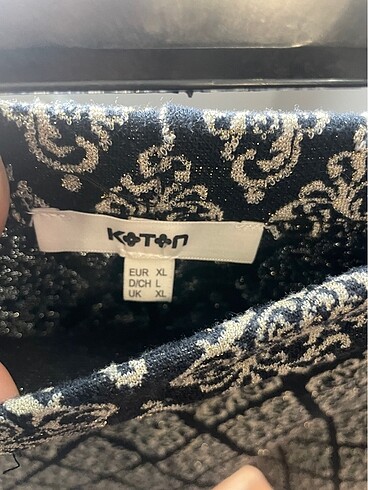 KOTON
EUR XL
D/CH L
UK XL